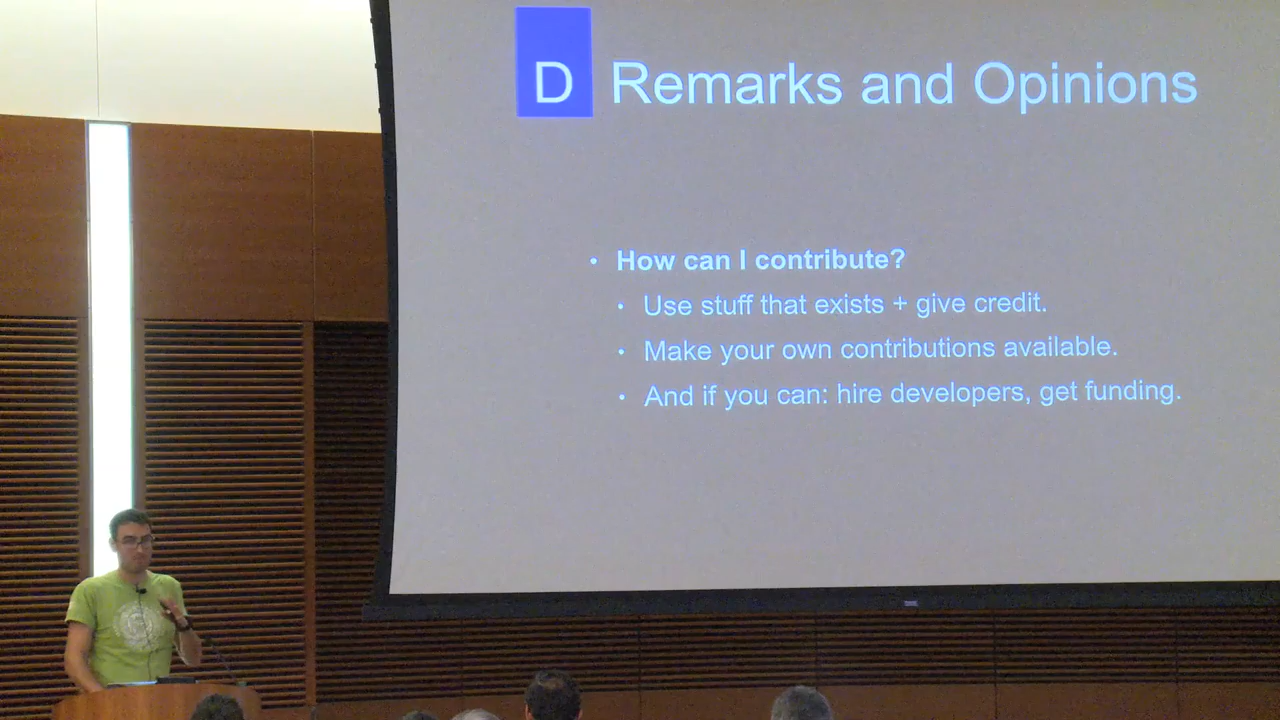 D Remarks and Opinions
• How can I contribute?
• Use stuff that exists + give credit.
• Make your own contributions available.
• And if you can: hire developers, get funding.